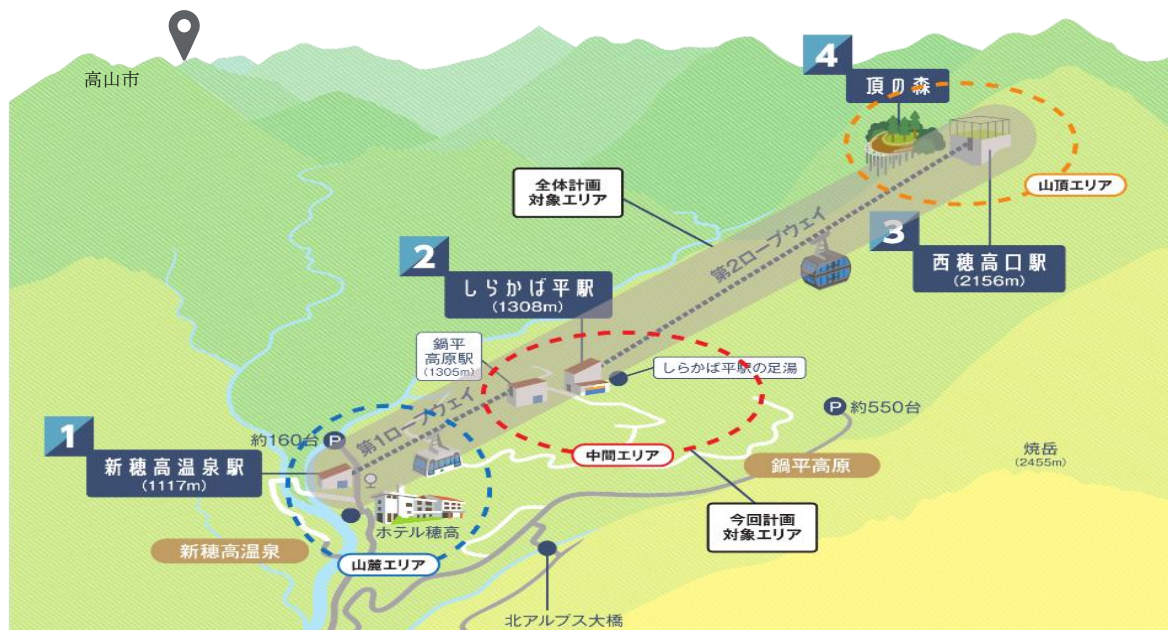 高山市
4
頂の森
山頂エリア
全体計画
対象エリア
第2ロープウェイ
3
西穂高口駅
(2156m)
2
しらかば平駅
(1308m)
鍋平
高原駅
(1305m)
しらかば平駅の足湯
P 約550台
第1ロープウェイ
1
約160台 P
新穂高温泉駅
(1117m)
中間エリア
鍋平高原
焼岳
(2455m)
今回計画
対象エリア
ホテル穂高
新穂高温泉
山麓エリア
北アルプス大橋